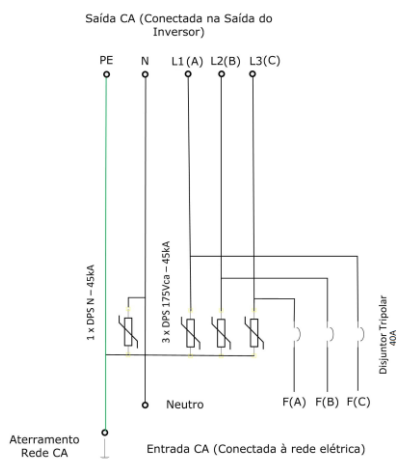 Saída CA (Conectada na Saída do
Inversor)
PE N L1(A) L2(B) L3(C)
1 x DPS N – 45kA
3 x DPS 175Vca – 45kA
Disjuntor Tripolar
40A
F(A) F(B) F(C)
Neutro
Aterramento
Rede CA
Entrada CA (Conectada à rede elétrica)